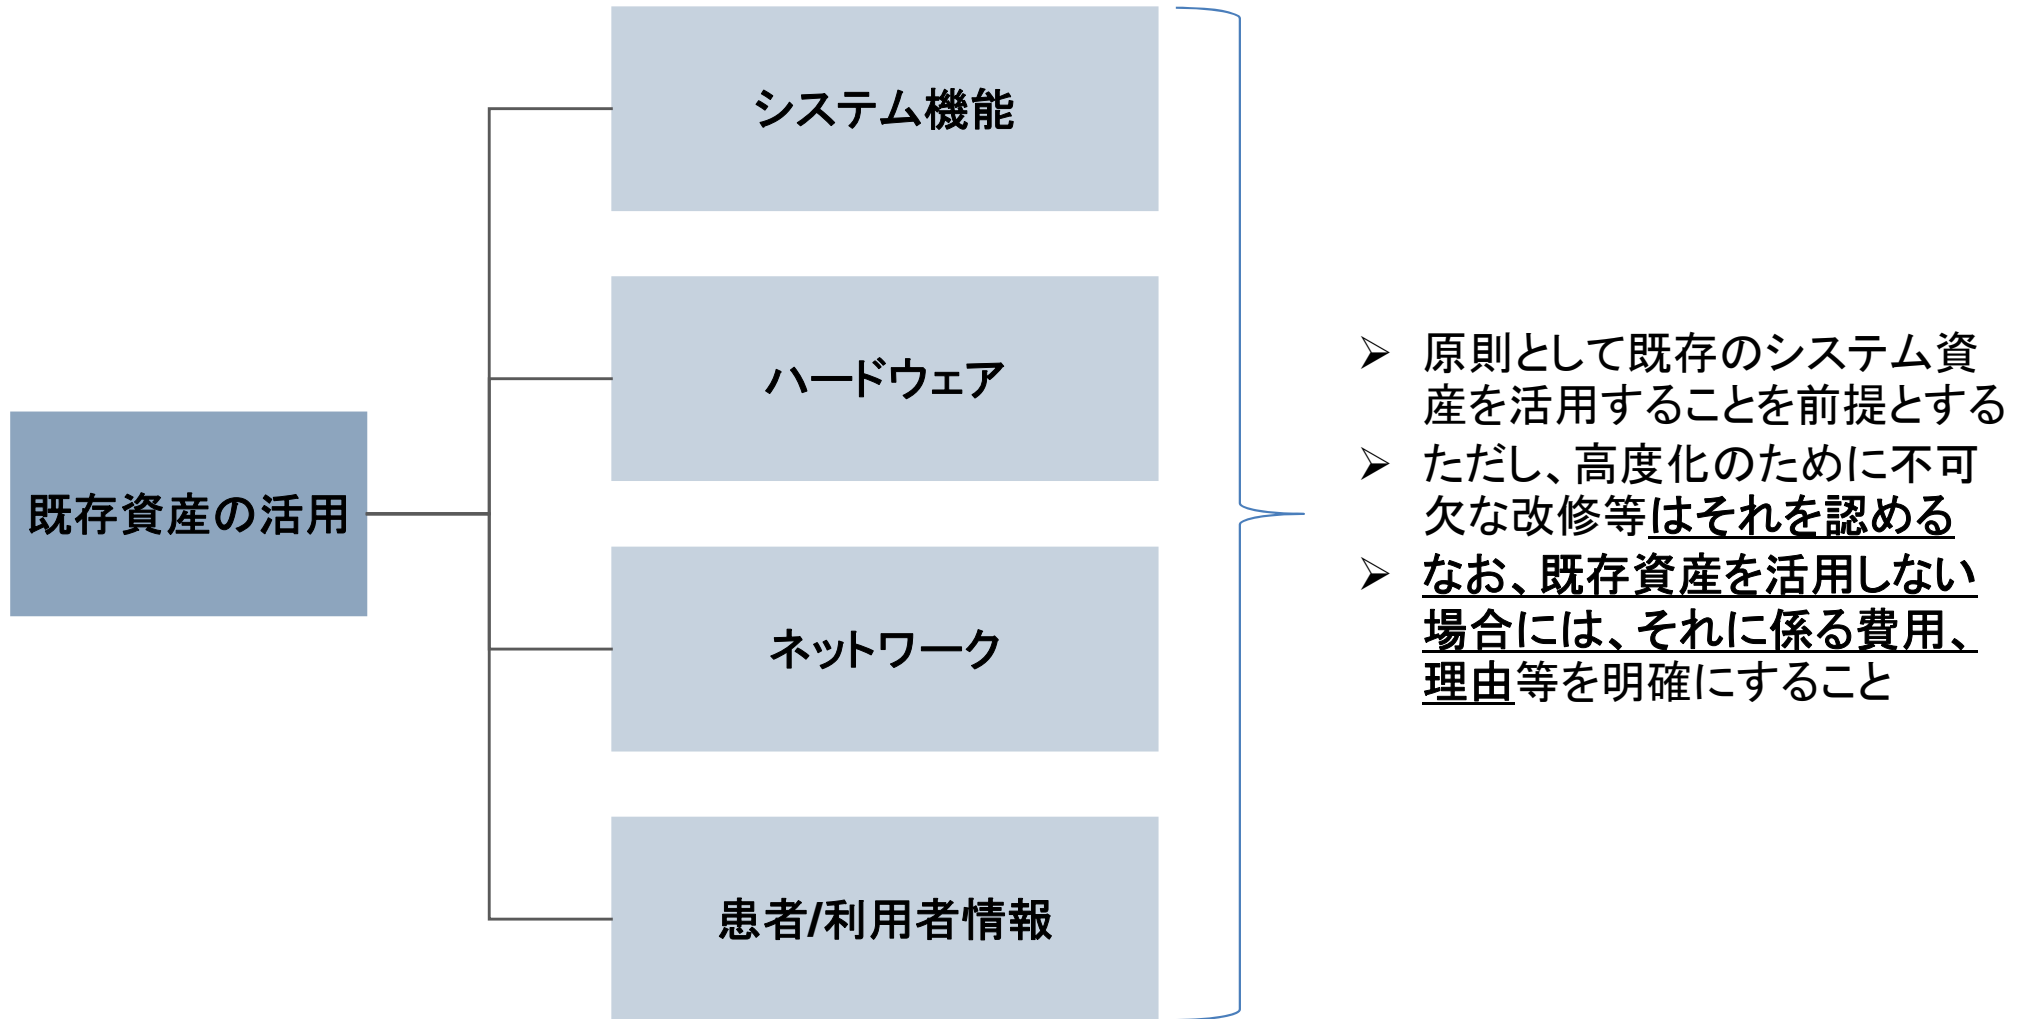 既存資産の活用
システム機能
ハードウェア
ネットワーク
患者/利用者情報
➢ 原則として既存のシステム資
産を活用することを前提とする
➢ ただし、高度化のために不可
欠な改修等はそれを認める
➢ なお、既存資産を活用しない
場合には、それに係る費用、
理由等を明確にすること